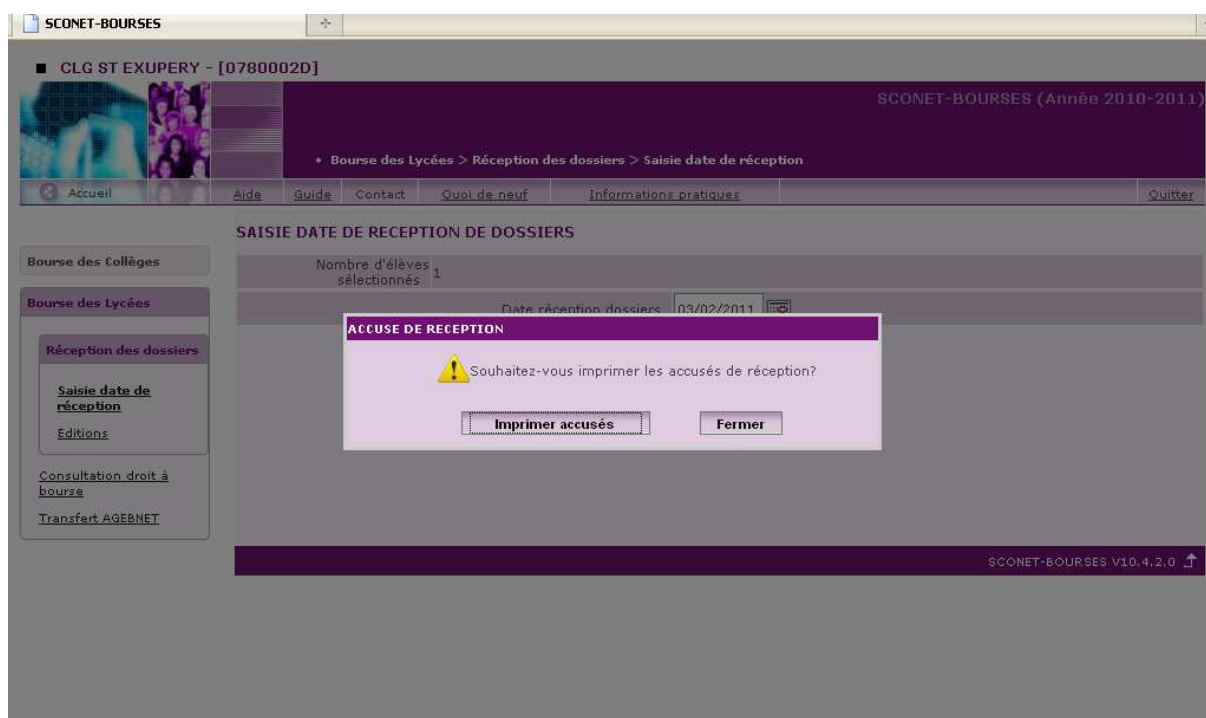 SCONET-BOURSES
CLG ST EXUPERY - [0780002D]
SCONET-BOURSES (Année 2010-2011)
• Bourse des Lycées > Réception des dossiers > Saisie date de réception
Accueil
Aide
Guide
Contact
Quoi de neuf
Informations pratiques
Quitter
SAISIE DATE DE RECEPTION DE DOSSIERS
Bourse des Collèges
Bourse des Lycées
Réception des dossiers
Saisie date de
réception
Editions
Consultation droit à
bourse
Transfert AGEBNET
Nombre d'élèves
sélectionnés 1
Date réception dossiers 03/02/2011
ACCUSE DE RECEPTION
Souhaitez-vous imprimer les accusés de réception?
Imprimer accusés
Fermer
SCONET-BOURSES V10.4.2.0